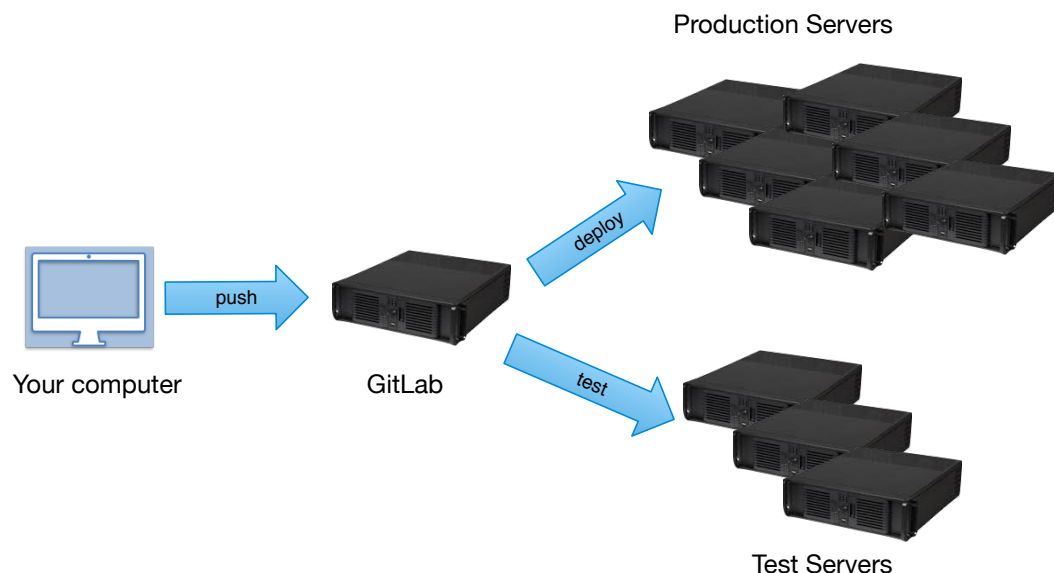 Production Servers
deploy
push
Your computer
GitLab
test
Test Servers